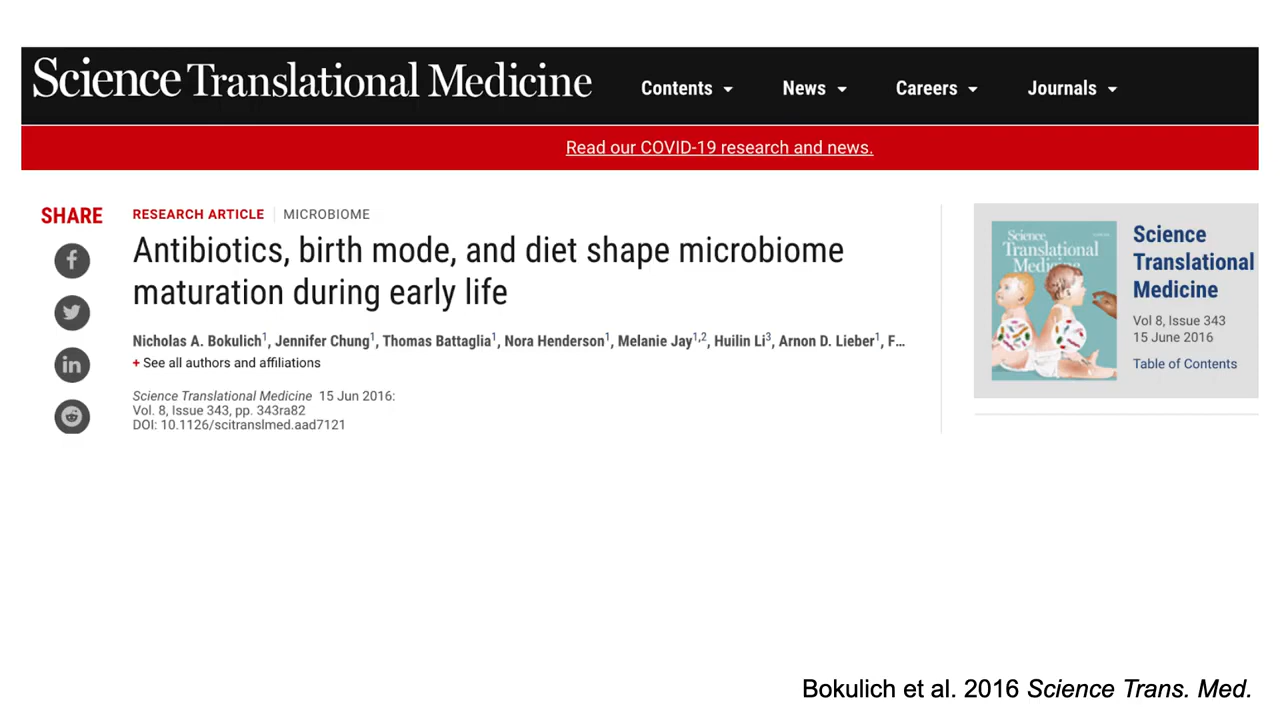 Science Translational Medicine
Contents
News
Careers
Journals
Read our COVID-19 research and news.
SHARE
RESEARCH ARTICLE
MICROBIOME
Antibiotics, birth mode, and diet shape microbiome
maturation during early life
Nicholas A. Bokulich1, Jennifer Chung1, Thomas Battaglia1, Nora Henderson1, Melanie Jay1,2, Huilin Li3, Arnon D. Lieber1, F...
+ See all authors and affiliations
Science Translational Medicine 15 Jun 2016:
Vol. 8, Issue 343, pp. 343ra82
DOI: 10.1126/scitranslmed.aad7121
Science
Translational
Medicine
Science
Translational
Medicine
Vol 8, Issue 343
15 June 2016
Table of Contents
Bokulich et al. 2016 Science Trans. Med.